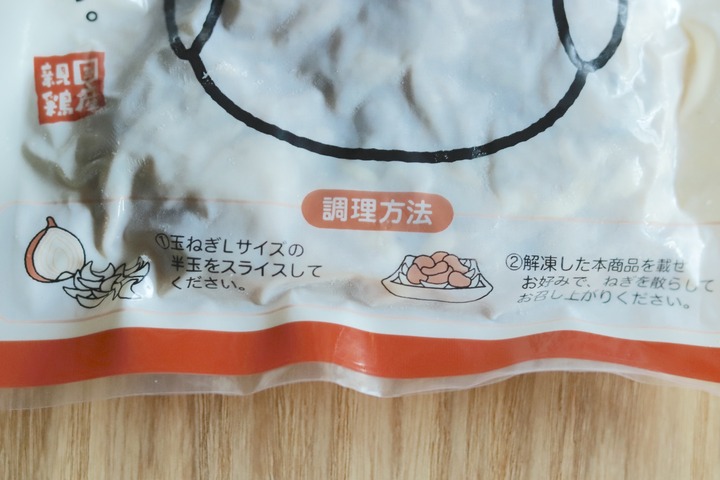 国産
親鶏
調理方法
①玉ねぎLサイズの
半玉をスライスして
ください。
②解凍した本商品を載せ
お好みで、ねぎを散らして
お召し上がりください。